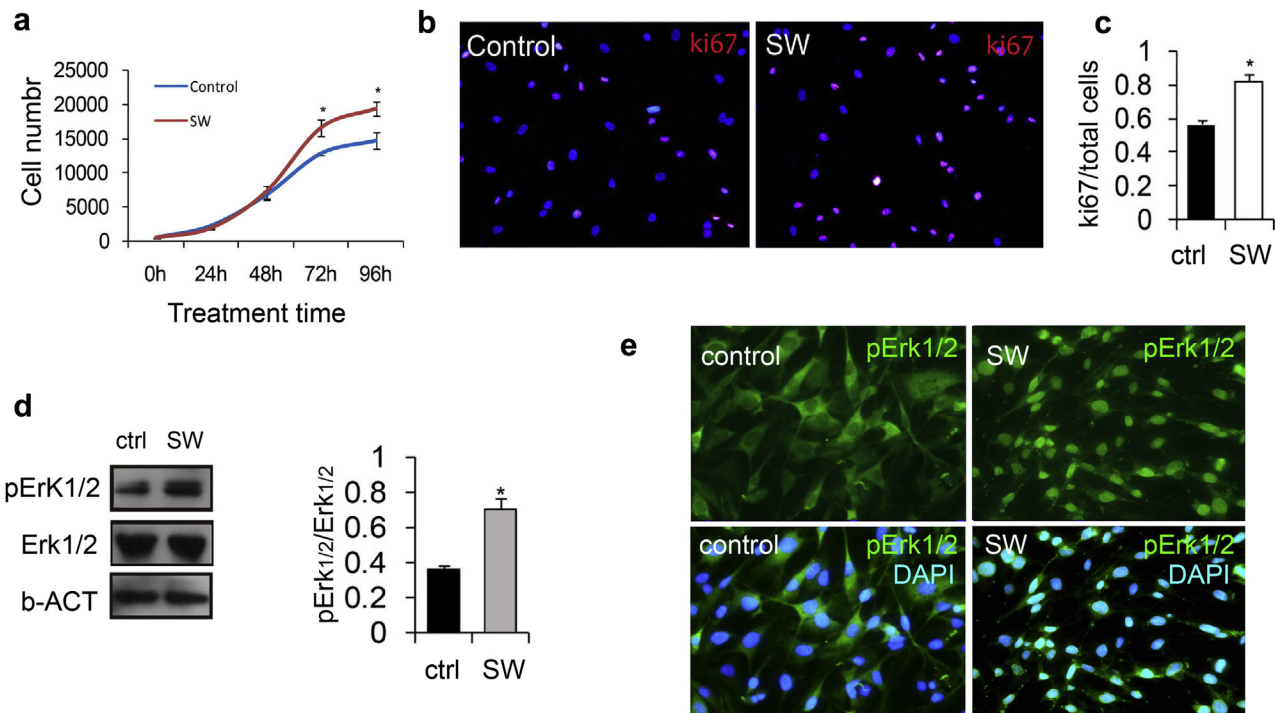 a
Cell numbr
25000
20000
15000
10000
5000
0
Control
SW
*
*
0h 24h 48h 72h 96h
Treatment time
b
Control ki67
SW ki67
c
ki67/total cells
1
0.8
0.6
0.4
0.2
0
*
ctrl SW
d
ctrl SW
pErK1/2
Erk1/2
b-ACT
pErk1/2/Erk1/2
1
0.8
0.6
0.4
0.2
0
*
ctrl SW
e
control pErk1/2
SW pErk1/2
control pErk1/2
DAPI
SW pErk1/2
DAPI